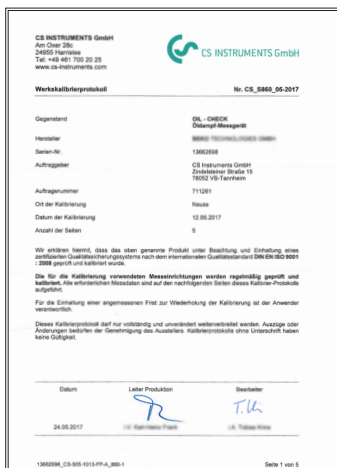 CS INSTRUMENTS GmbH
Am Oxer 28c
24955 Harrislee
Tel: +49 461 700 20 25
www.cs-instruments.com
CS INSTRUMENTS GmbH
Werkskalibrierprotokoll Nr. CS_S860_05-2017
Gegenstand OIL - CHECK
Öldampf-Messgerät
Hersteller
Serien-Nr. 13662698
Auftraggeber CS Instruments GmbH
Zindelsteiner Straße 15
78052 VS-Tannheim
Auftragsnummer 711261
Ort der Kalibrierung Neuss
Datum der Kalibrierung 12.05.2017
Anzahl der Seiten 5
Wir erklären hiermit, dass das oben genannte Produkt unter Beachtung und Einhaltung eines
zertifizierten Qualitätssicherungssystems nach dem internationalen Qualitätsstandard DIN EN ISO 9001
: 2008 geprüft und kalibriert wurde.
Die für die Kalibrierung verwendeten Messeinrichtungen werden regelmäßig geprüft und
kalibriert. Alle erforderlichen Messdaten sind auf den nachfolgenden Seiten dieses Kalibrier-Protokolls
aufgeführt.
Für die Einhaltung einer angemessenen Frist zur Wiederholung der Kalibrierung ist der Anwender
verantwortlich.
Dieses Kalibrierprotokoll darf nur vollständig und unverändert weiterverbreitet werden. Auszüge oder
Änderungen bedürfen der Genehmigung des Ausstellers. Kalibrierprotokolle ohne Unterschrift haben
keine Gültigkeit.
Datum Leiter Produktion Bearbeiter
24.05.2017
13662698_CS-505-1013-FP-A_860-1 Seite 1 von 5